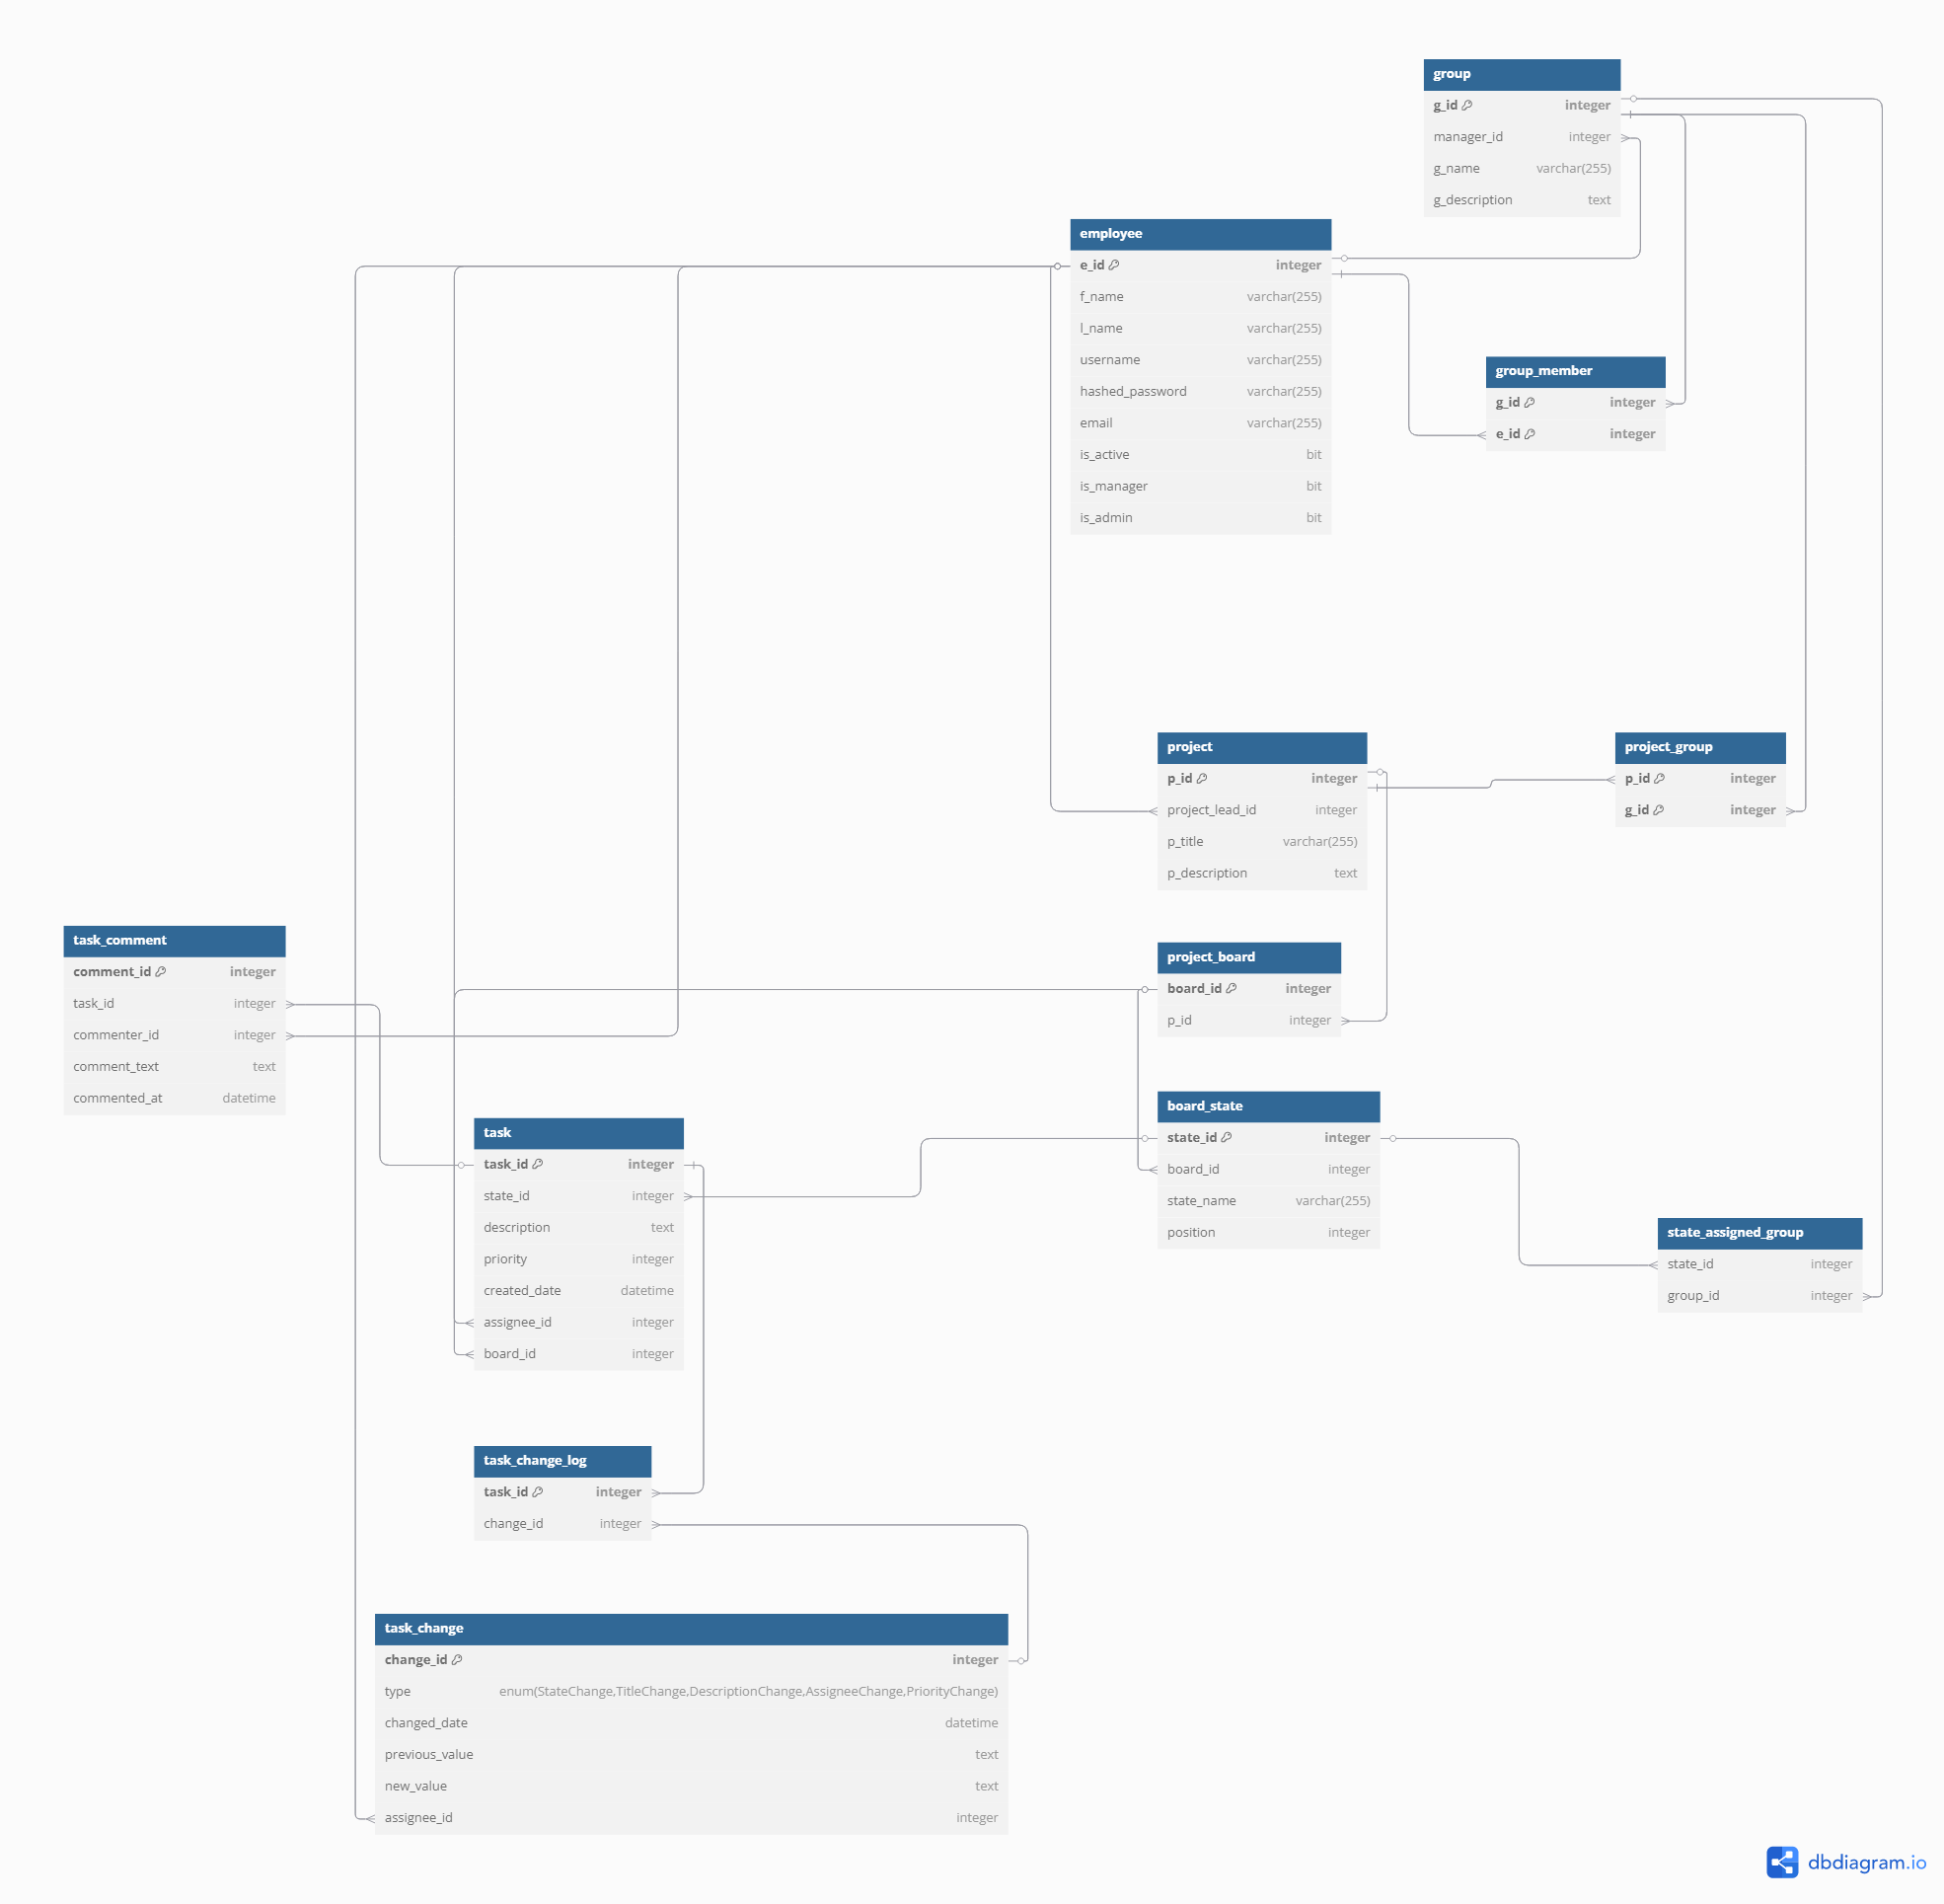 group
g_id integer
manager_id integer
g_name varchar(255)
g_description text
employee
e_id integer
f_name varchar(255)
l_name varchar(255)
username varchar(255)
hashed_password varchar(255)
email varchar(255)
is_active bit
is_manager bit
is_admin bit
group_member
g_id integer
e_id integer
project
p_id integer
project_lead_id integer
p_title varchar(255)
p_description text
project_group
p_id integer
g_id integer
task_comment
comment_id integer
task_id integer
commenter_id integer
comment_text text
commented_at datetime
project_board
board_id integer
p_id integer
board_state
state_id integer
board_id integer
state_name varchar(255)
position integer
task
task_id integer
state_id integer
description text
priority integer
created_date datetime
assignee_id integer
board_id integer
state_assigned_group
state_id integer
group_id integer
task_change_log
task_id integer
change_id integer
task_change
change_id integer
type enum(StateChange,TitleChange,DescriptionChange,AssigneeChange,PriorityChange)
changed_date datetime
previous_value text
new_value text
assignee_id integer
dbdiagram.io